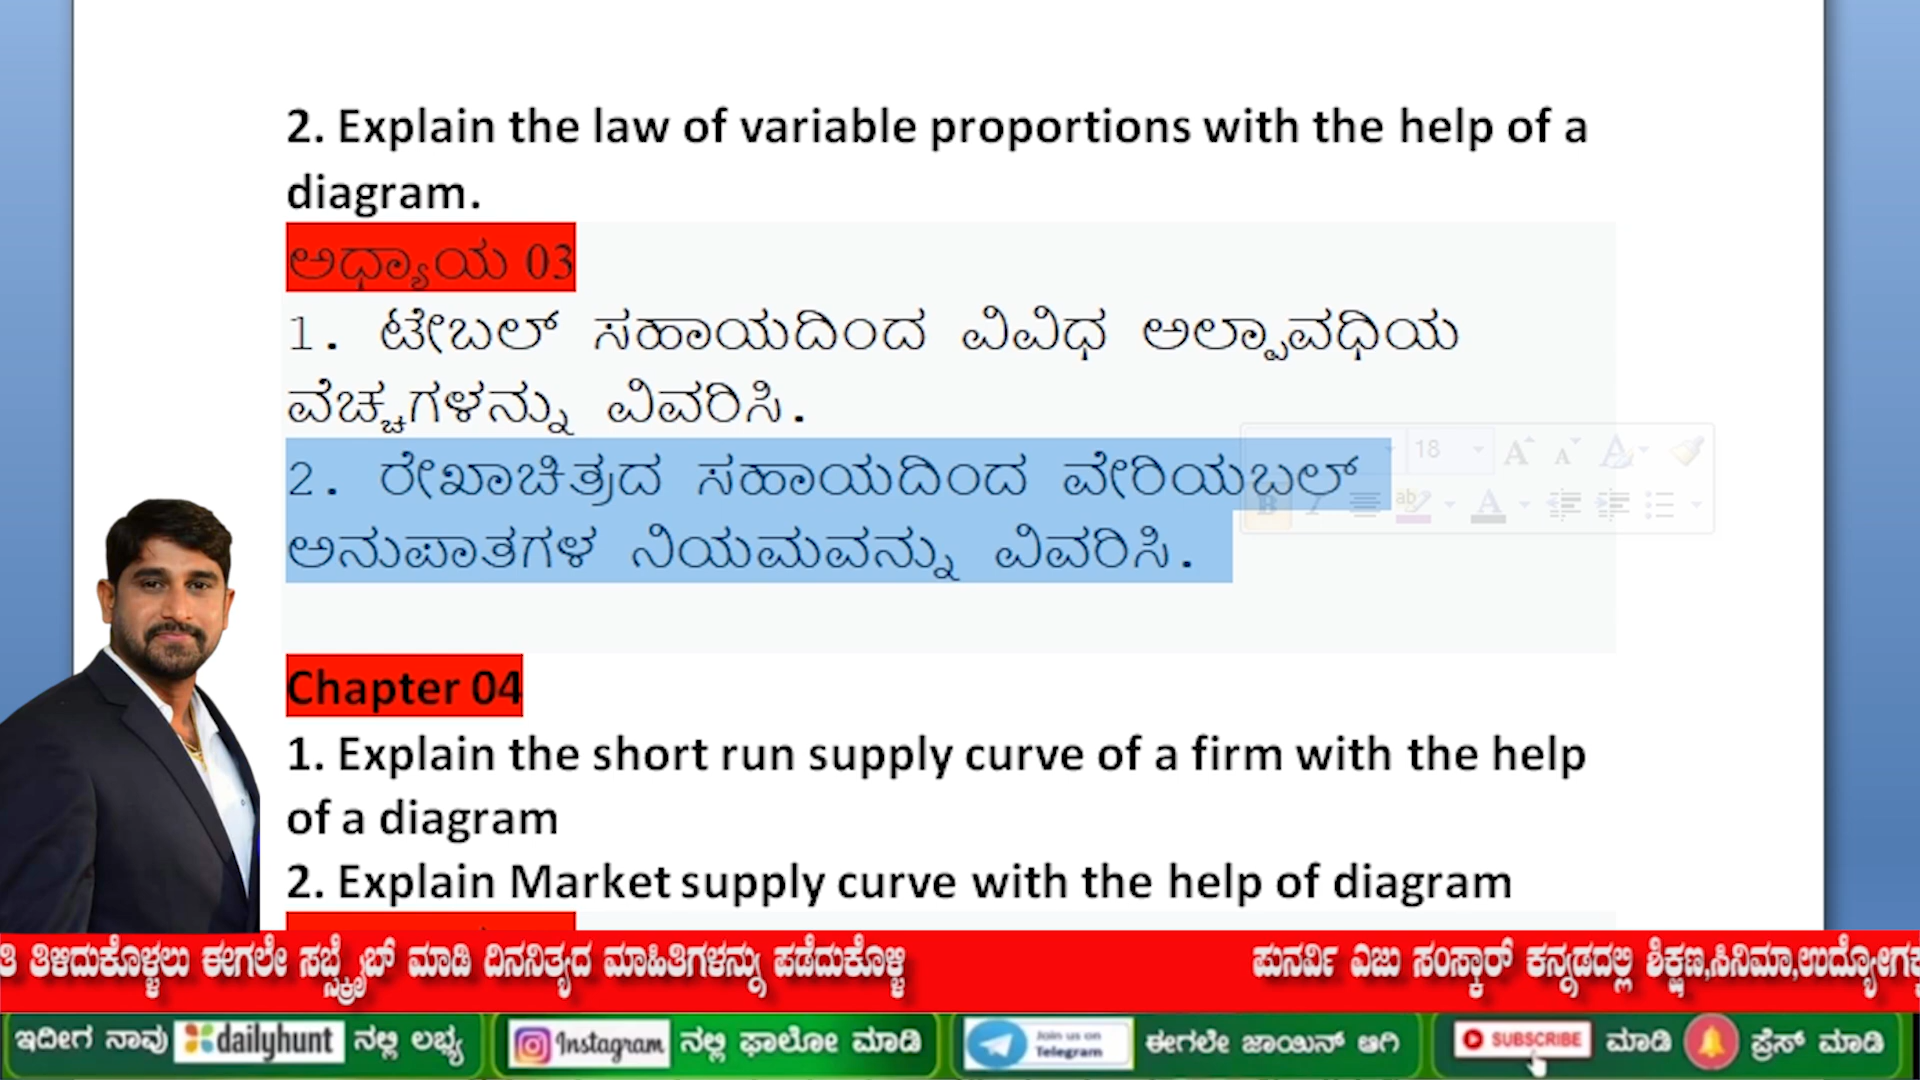 2. Explain the law of variable proportions with the help of a
diagram.
ಅಧ್ಯಾಯ 03
1. ಟೇಬಲ್ ಸಹಾಯದಿಂದ ವಿವಿಧ ಅಲ್ಪಾವಧಿಯ
ವೆಚ್ಚಗಳನ್ನು ವಿವರಿಸಿ.
18
2. ರೇಖಾಚಿತ್ರದ ಸಹಾಯದಿಂದ ವೇರಿಯಬಲ್
ಅನುಪಾತಗಳ ನಿಯಮವನ್ನು ವಿವರಿಸಿ.
Chapter 04
1. Explain the short run supply curve of a firm with the help
of a diagram
2. Explain Market supply curve with the help of diagram
ತಿ ತಿಳಿದುಕೊಳ್ಳಲು ಈಗಲೇ ಸಬ್ಸ್ಕ್ರೈಬ್ ಮಾಡಿ ದಿನನಿತ್ಯದ ಮಾಹಿತಿಗಳನ್ನು ಪಡೆದುಕೊಳ್ಳಿ
ಪುನರ್ವಿ ಎಜು ಸಂಸ್ಕಾರ್ ಕನ್ನಡದಲ್ಲಿ ಶಿಕ್ಷಣ,ಸಿನಿಮಾ,ಉದ್ಯೋಗಕ
ಇದೀಗ ನಾವು dailyhunt ನಲ್ಲಿ ಲಭ್ಯ
Instagram ನಲ್ಲಿ ಫಾಲೋ ಮಾಡಿ
Join us on
Telegram ಈಗಲೇ ಜಾಯಿನ್ ಆಗಿ
SUBSCRIBE ಮಾಡಿ ಪ್ರೆಸ್ ಮಾಡಿ